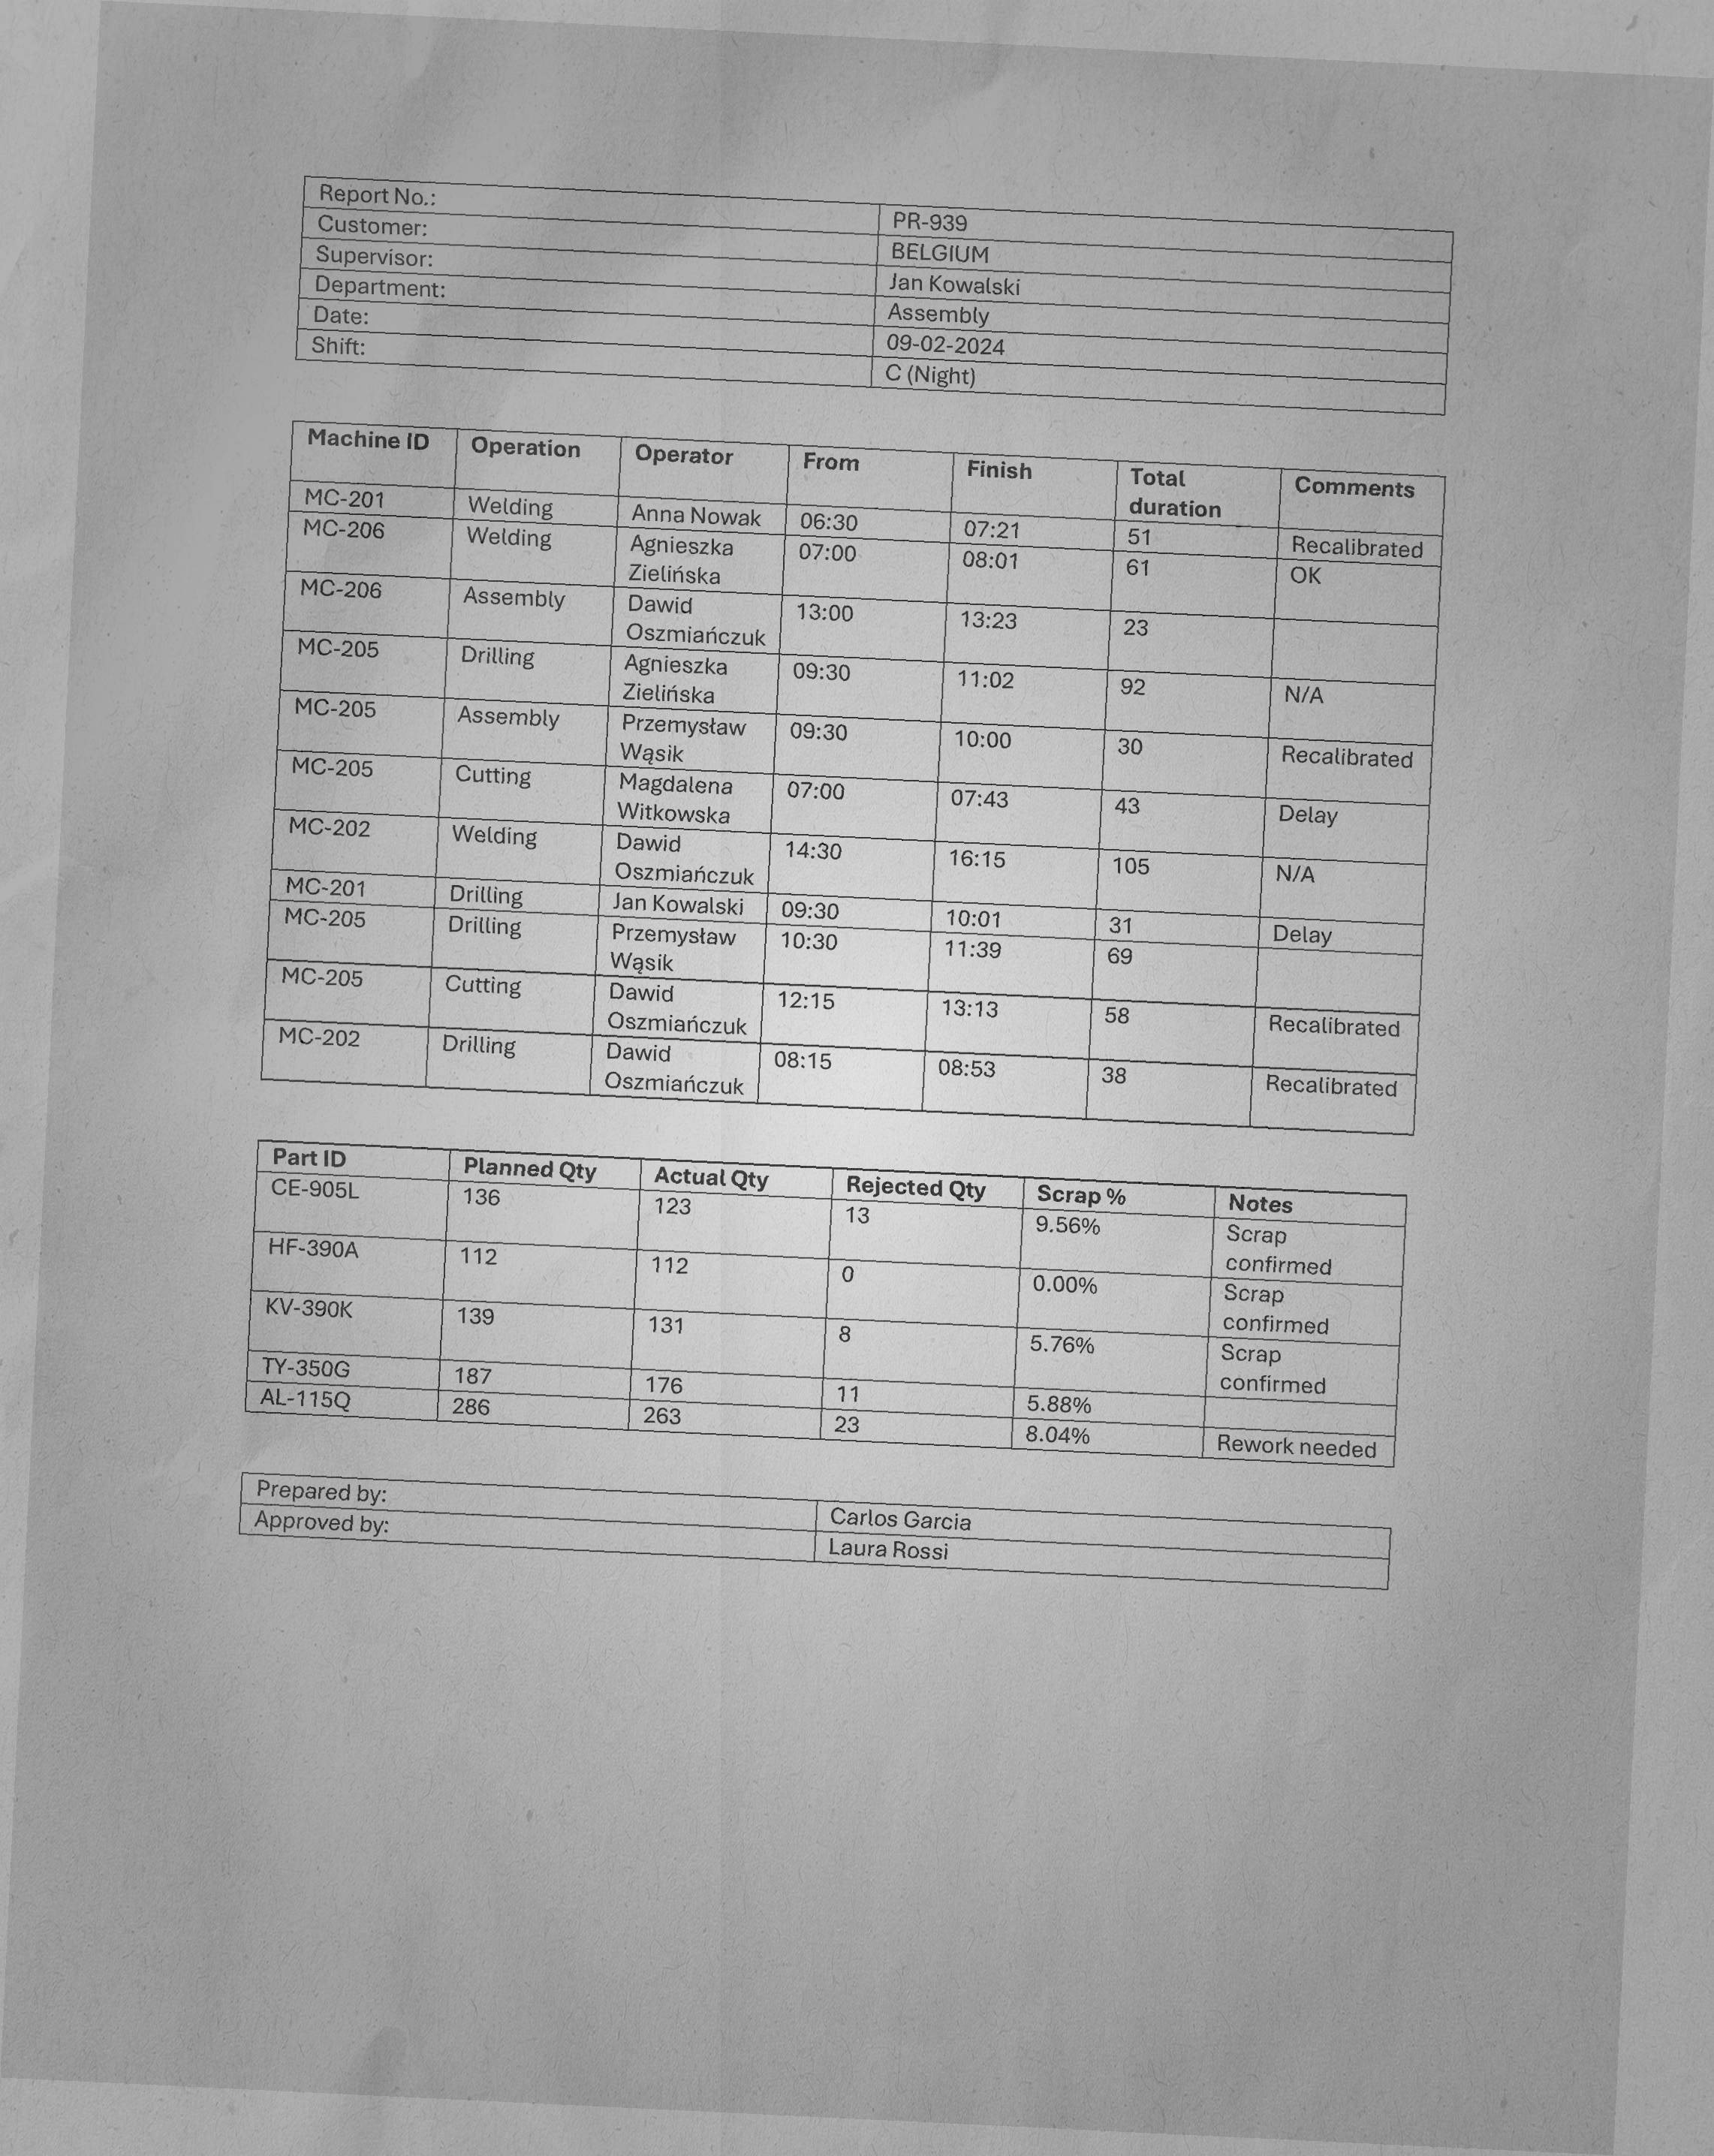 Report No.: PR-939
Customer: BELGIUM
Supervisor: Jan Kowalski
Department: Assembly
Date: 09-02-2024
Shift: C (Night)
Machine ID Operation Operator From Finish Total duration Comments
MC-201 Welding Anna Nowak 06:30 07:21 51 Recalibrated
MC-206 Welding Agnieszka Zielińska 07:00 08:01 61 OK
MC-206 Assembly Dawid Oszmiańczuk 13:00 13:23 23
MC-205 Drilling Agnieszka Zielińska 09:30 11:02 92 N/A
MC-205 Assembly Przemysław Wąsik 09:30 10:00 30 Recalibrated
MC-205 Cutting Magdalena Witkowska 07:00 07:43 43 Delay
MC-202 Welding Dawid Oszmiańczuk 14:30 16:15 105 N/A
MC-201 Drilling Jan Kowalski 09:30 10:01 31 Delay
MC-205 Drilling Przemysław Wąsik 10:30 11:39 69
MC-205 Cutting Dawid Oszmiańczuk 12:15 13:13 58 Recalibrated
MC-202 Drilling Dawid Oszmiańczuk 08:15 08:53 38 Recalibrated
Part ID Planned Qty Actual Qty Rejected Qty Scrap % Notes
CE-905L 136 123 13 9.56% Scrap confirmed
HF-390A 112 112 0 0.00% Scrap confirmed
KV-390K 139 131 8 5.76% Scrap confirmed
TY-350G 187 176 11 5.88%
AL-115Q 286 263 23 8.04% Rework needed
Prepared by: Carlos Garcia
Approved by: Laura Rossi